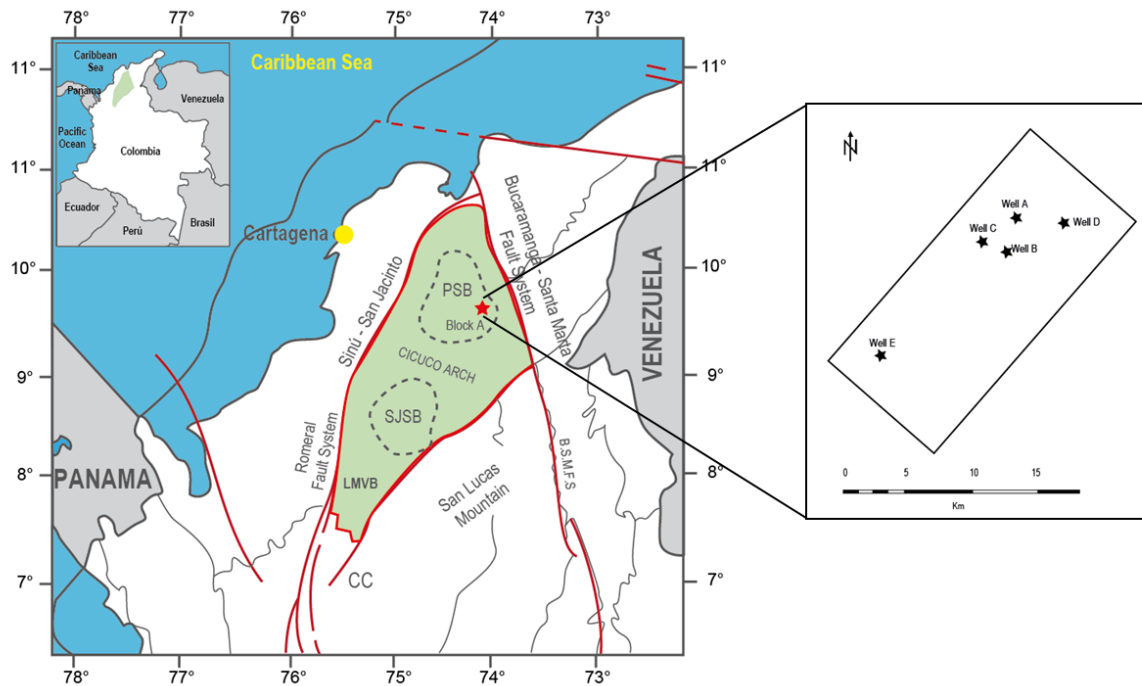 78°
77°
76°
75°
74°
73°
Caribbean
Sea
Panama
Venezuela
Pacific
Ocean
Colombia
Ecuador
Perú
Brasil
Caribbean Sea
11°
11°
10°
9°
8°
7°
11°
11°
10°
9°
8°
7°
Cartagena
Sinú - San Jacinto
Romeral
Fault System
Bucaramanga - Santa Marta
Fault System
PSB
Block A
CICUCO ARCH
SJSB
LMVB
San Lucas
Mountain
B.S.M.F.S
CC
PANAMA
VENEZUELA
78°
77°
76°
75°
74°
73°
N
Well A
Well D
Well C
Well B
Well E
0
5
10
15
Km